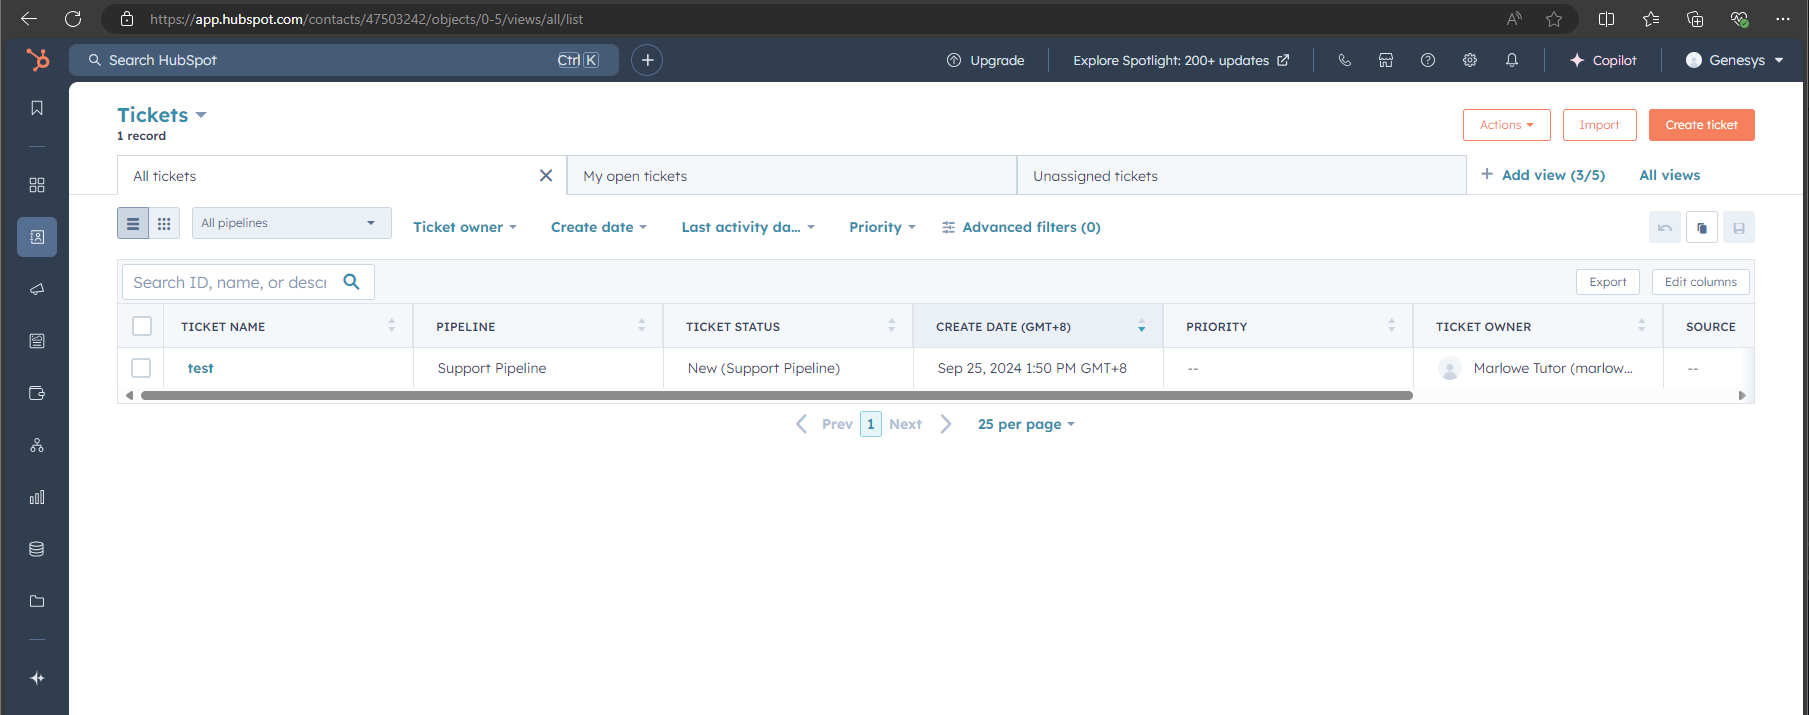 https://app.hubspot.com/contacts/47503242/objects/0-5/views/all/list
Search HubSpot
Ctrl K
Upgrade
Explore Spotlight: 200+ updates
Copilot
Genesys
Tickets
1 record
Actions
Import
Create ticket
All tickets
My open tickets
Unassigned tickets
+ Add view (3/5)
All views
All pipelines
Ticket owner
Create date
Last activity da...
Priority
Advanced filters (0)
Search ID, name, or descr
Export
Edit columns
TICKET NAME
PIPELINE
TICKET STATUS
CREATE DATE (GMT+8)
PRIORITY
TICKET OWNER
SOURCE
test
Support Pipeline
New (Support Pipeline)
Sep 25, 2024 1:50 PM GMT+8
--
Marlowe Tutor (marlow...
--
Prev
1
Next
25 per page